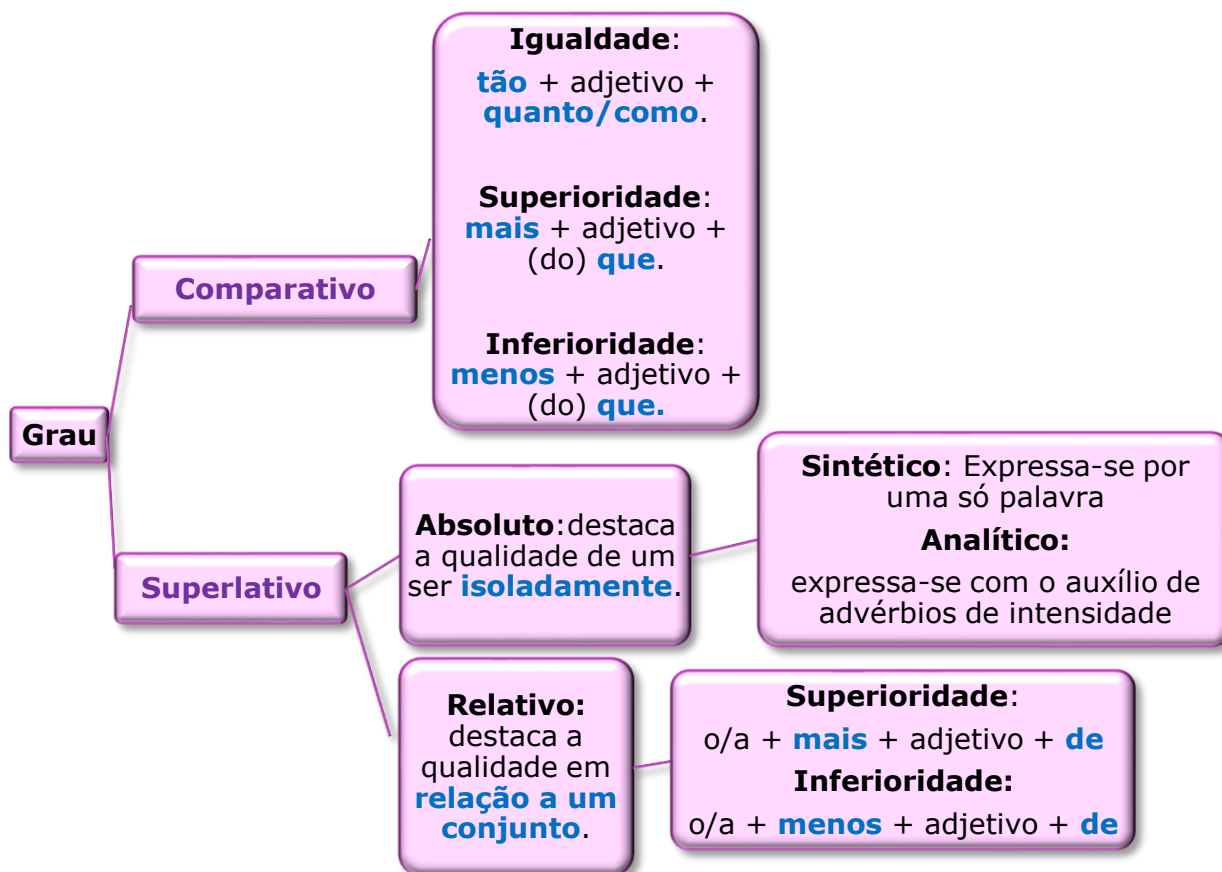 Grau
Comparativo
Igualdade:
tão + adjetivo +
quanto/como.
Superioridade:
mais + adjetivo +
(do) que.
Inferioridade:
menos + adjetivo +
(do) que.
Superlativo
Absoluto:destaca
a qualidade de um
ser isoladamente.
Sintético: Expressa-se por
uma só palavra
Analítico:
expressa-se com o auxílio de
advérbios de intensidade
Relativo:
destaca a
qualidade em
relação a um
conjunto.
Superioridade:
o/a + mais + adjetivo + de
Inferioridade:
o/a + menos + adjetivo + de